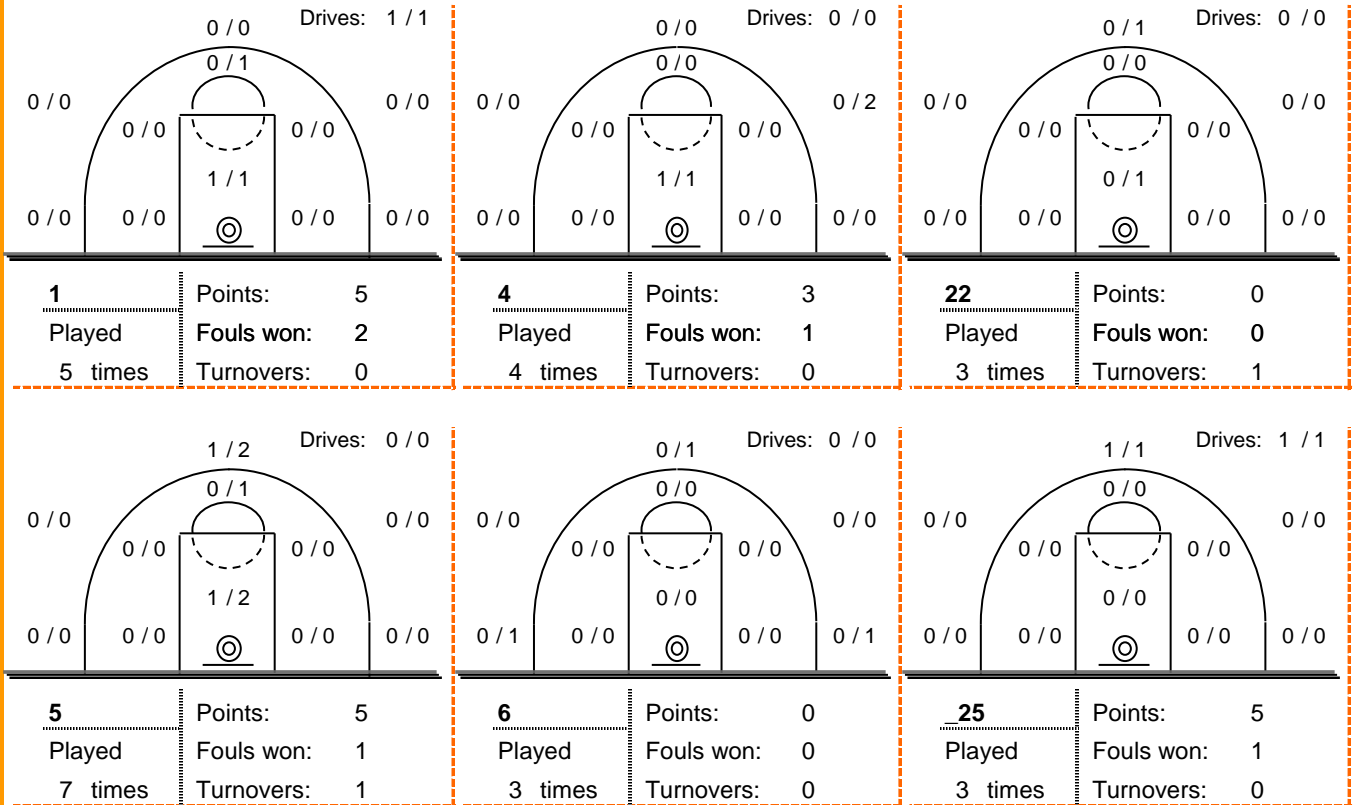 0 / 0 Drives: 1 / 1
0 / 1
0 / 0 0 / 0
0 / 0 0 / 0
1 / 1
0 / 0 0 / 0 0 / 0 0 / 0
1 Points: 5
Played Fouls won: 2
5 times Turnovers: 0
0 / 0 Drives: 0 / 0
0 / 0
0 / 0 0 / 2
0 / 0 0 / 0
1 / 1
0 / 0 0 / 0 0 / 0 0 / 0
4 Points: 3
Played Fouls won: 1
4 times Turnovers: 0
0 / 1 Drives: 0 / 0
0 / 0
0 / 0 0 / 0
0 / 0 0 / 0
0 / 1
0 / 0 0 / 0 0 / 0 0 / 0
22 Points: 0
Played Fouls won: 0
3 times Turnovers: 1
1 / 2 Drives: 0 / 0
0 / 1
0 / 0 0 / 0
0 / 0 0 / 0
1 / 2
0 / 0 0 / 0 0 / 0 0 / 0
5 Points: 5
Played Fouls won: 1
7 times Turnovers: 1
0 / 1 Drives: 0 / 0
0 / 0
0 / 0 0 / 0
0 / 0 0 / 0
0 / 0
0 / 1 0 / 0 0 / 0 0 / 1
6 Points: 0
Played Fouls won: 0
3 times Turnovers: 0
1 / 1 Drives: 1 / 1
0 / 0
0 / 0 0 / 0
0 / 0 0 / 0
0 / 0
0 / 0 0 / 0 0 / 0 0 / 0
_25 Points: 5
Played Fouls won: 1
3 times Turnovers: 0